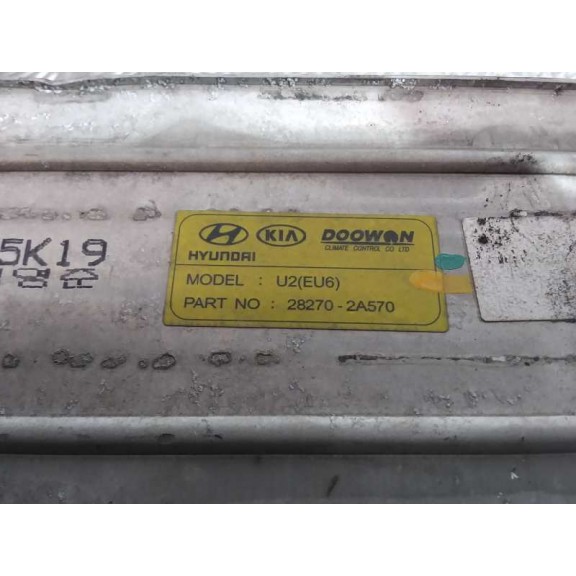 5K19
HYUNDAI
KIA
DOOWON
CLIMATE CONTROL CO LTD
MODEL : U2(EU6)
PART NO : 28270 - 2A570